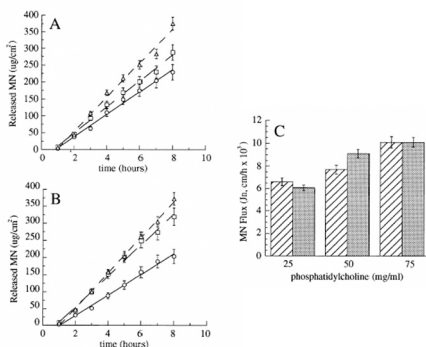 A
Released MN (ug/cm²)
400
350
300
250
200
150
100
50
0
0 2 4 6 8 10
time (hours)
B
Released MN (ug/cm²)
400
350
300
250
200
150
100
50
0
0 2 4 6 8 10
time (hours)
C
MN Flux (Jn, cm/h x 10³)
12
10
8
6
4
2
0
25 50 75
phosphatidylcholine (mg/ml)